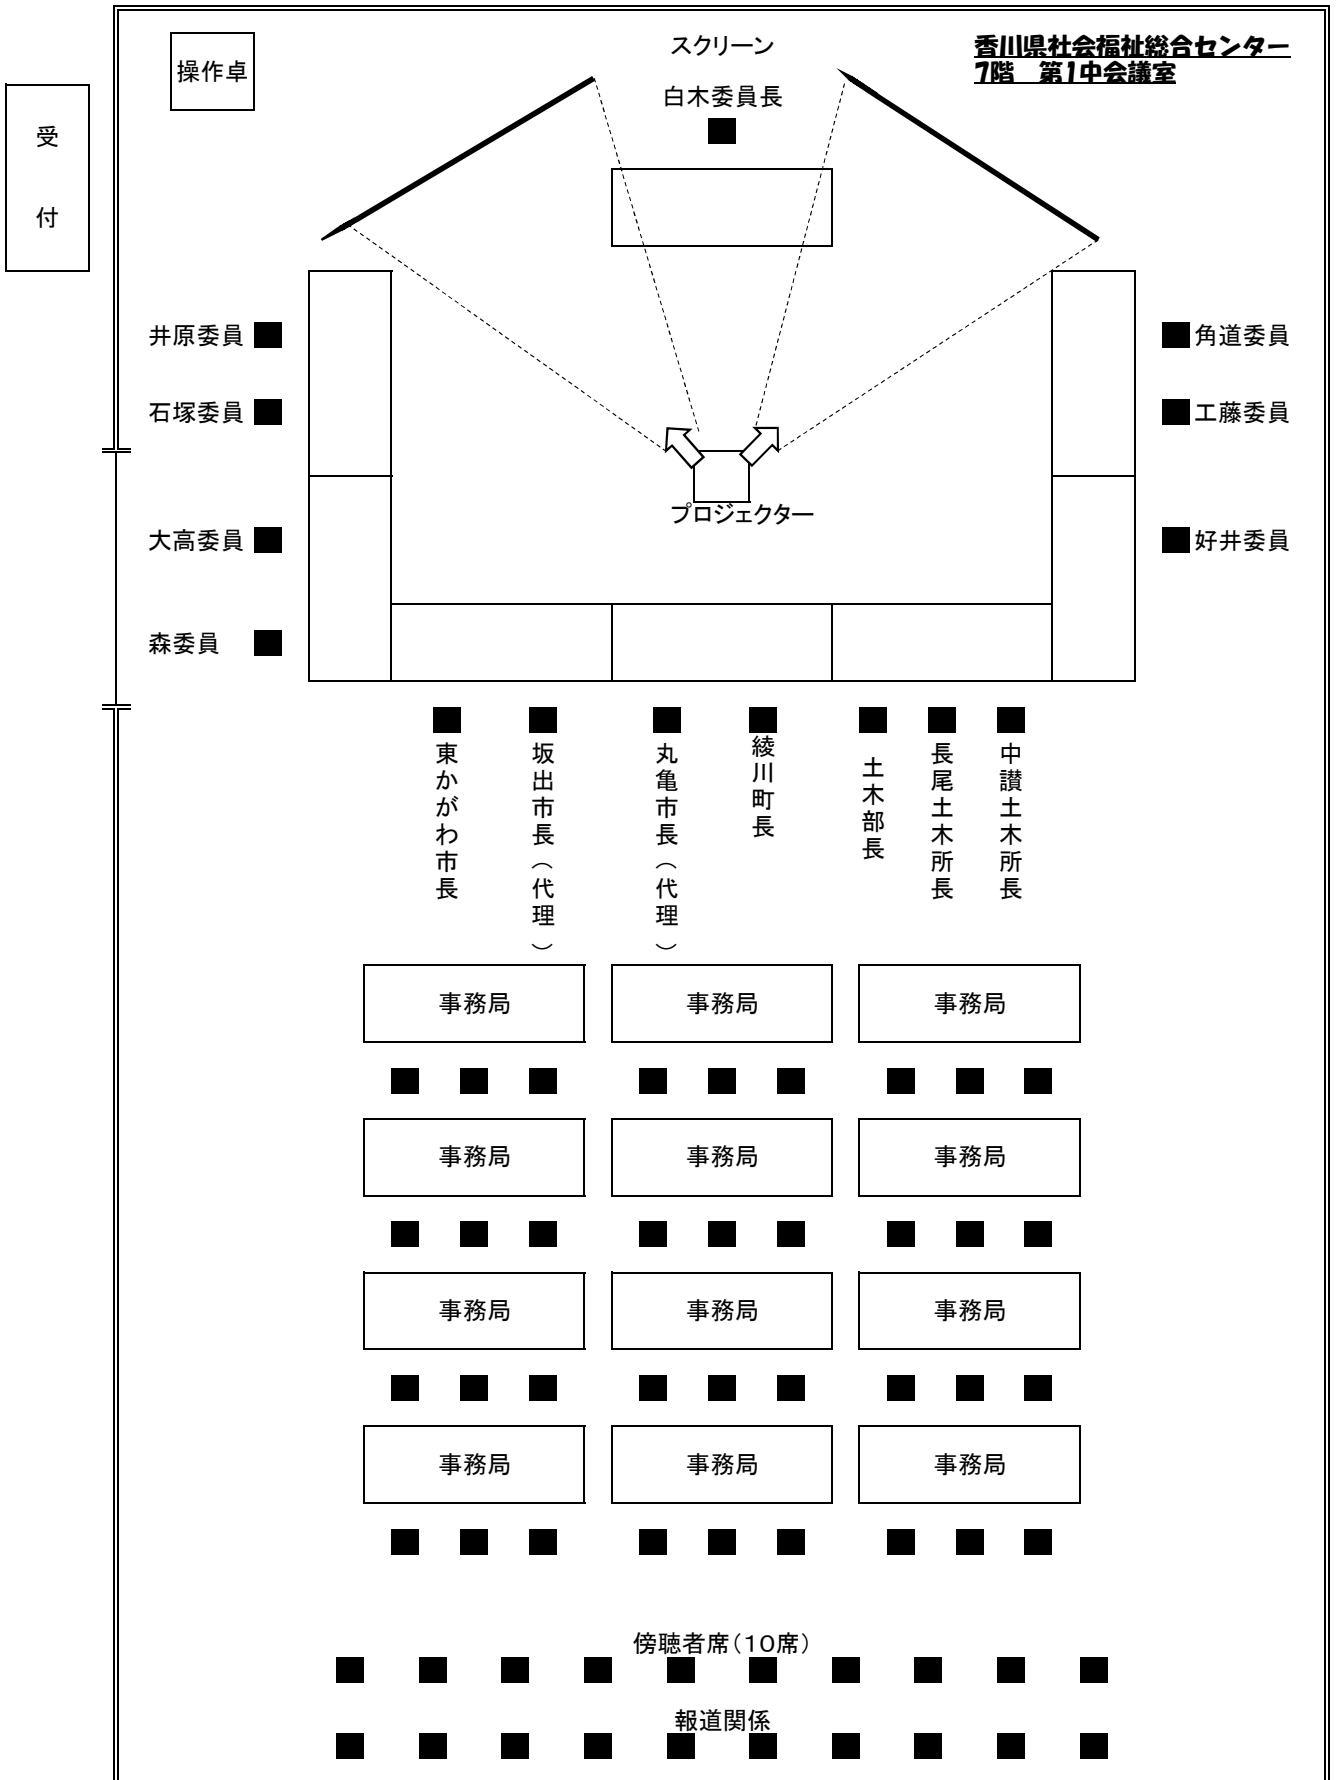 香川県社会福祉総合センター
7階　第1中会議室
操作卓
スクリーン
白木委員長
受付
井原委員
角道委員
石塚委員
工藤委員
プロジェクター
大高委員
好井委員
森委員
東かがわ市長
坂出市長（代理）
丸亀市長（代理）
綾川町長
土木部長
長尾土木所長
中讃土木所長
事務局
事務局
事務局
事務局
事務局
事務局
事務局
事務局
事務局
事務局
事務局
事務局
傍聴者席（10席）
報道関係